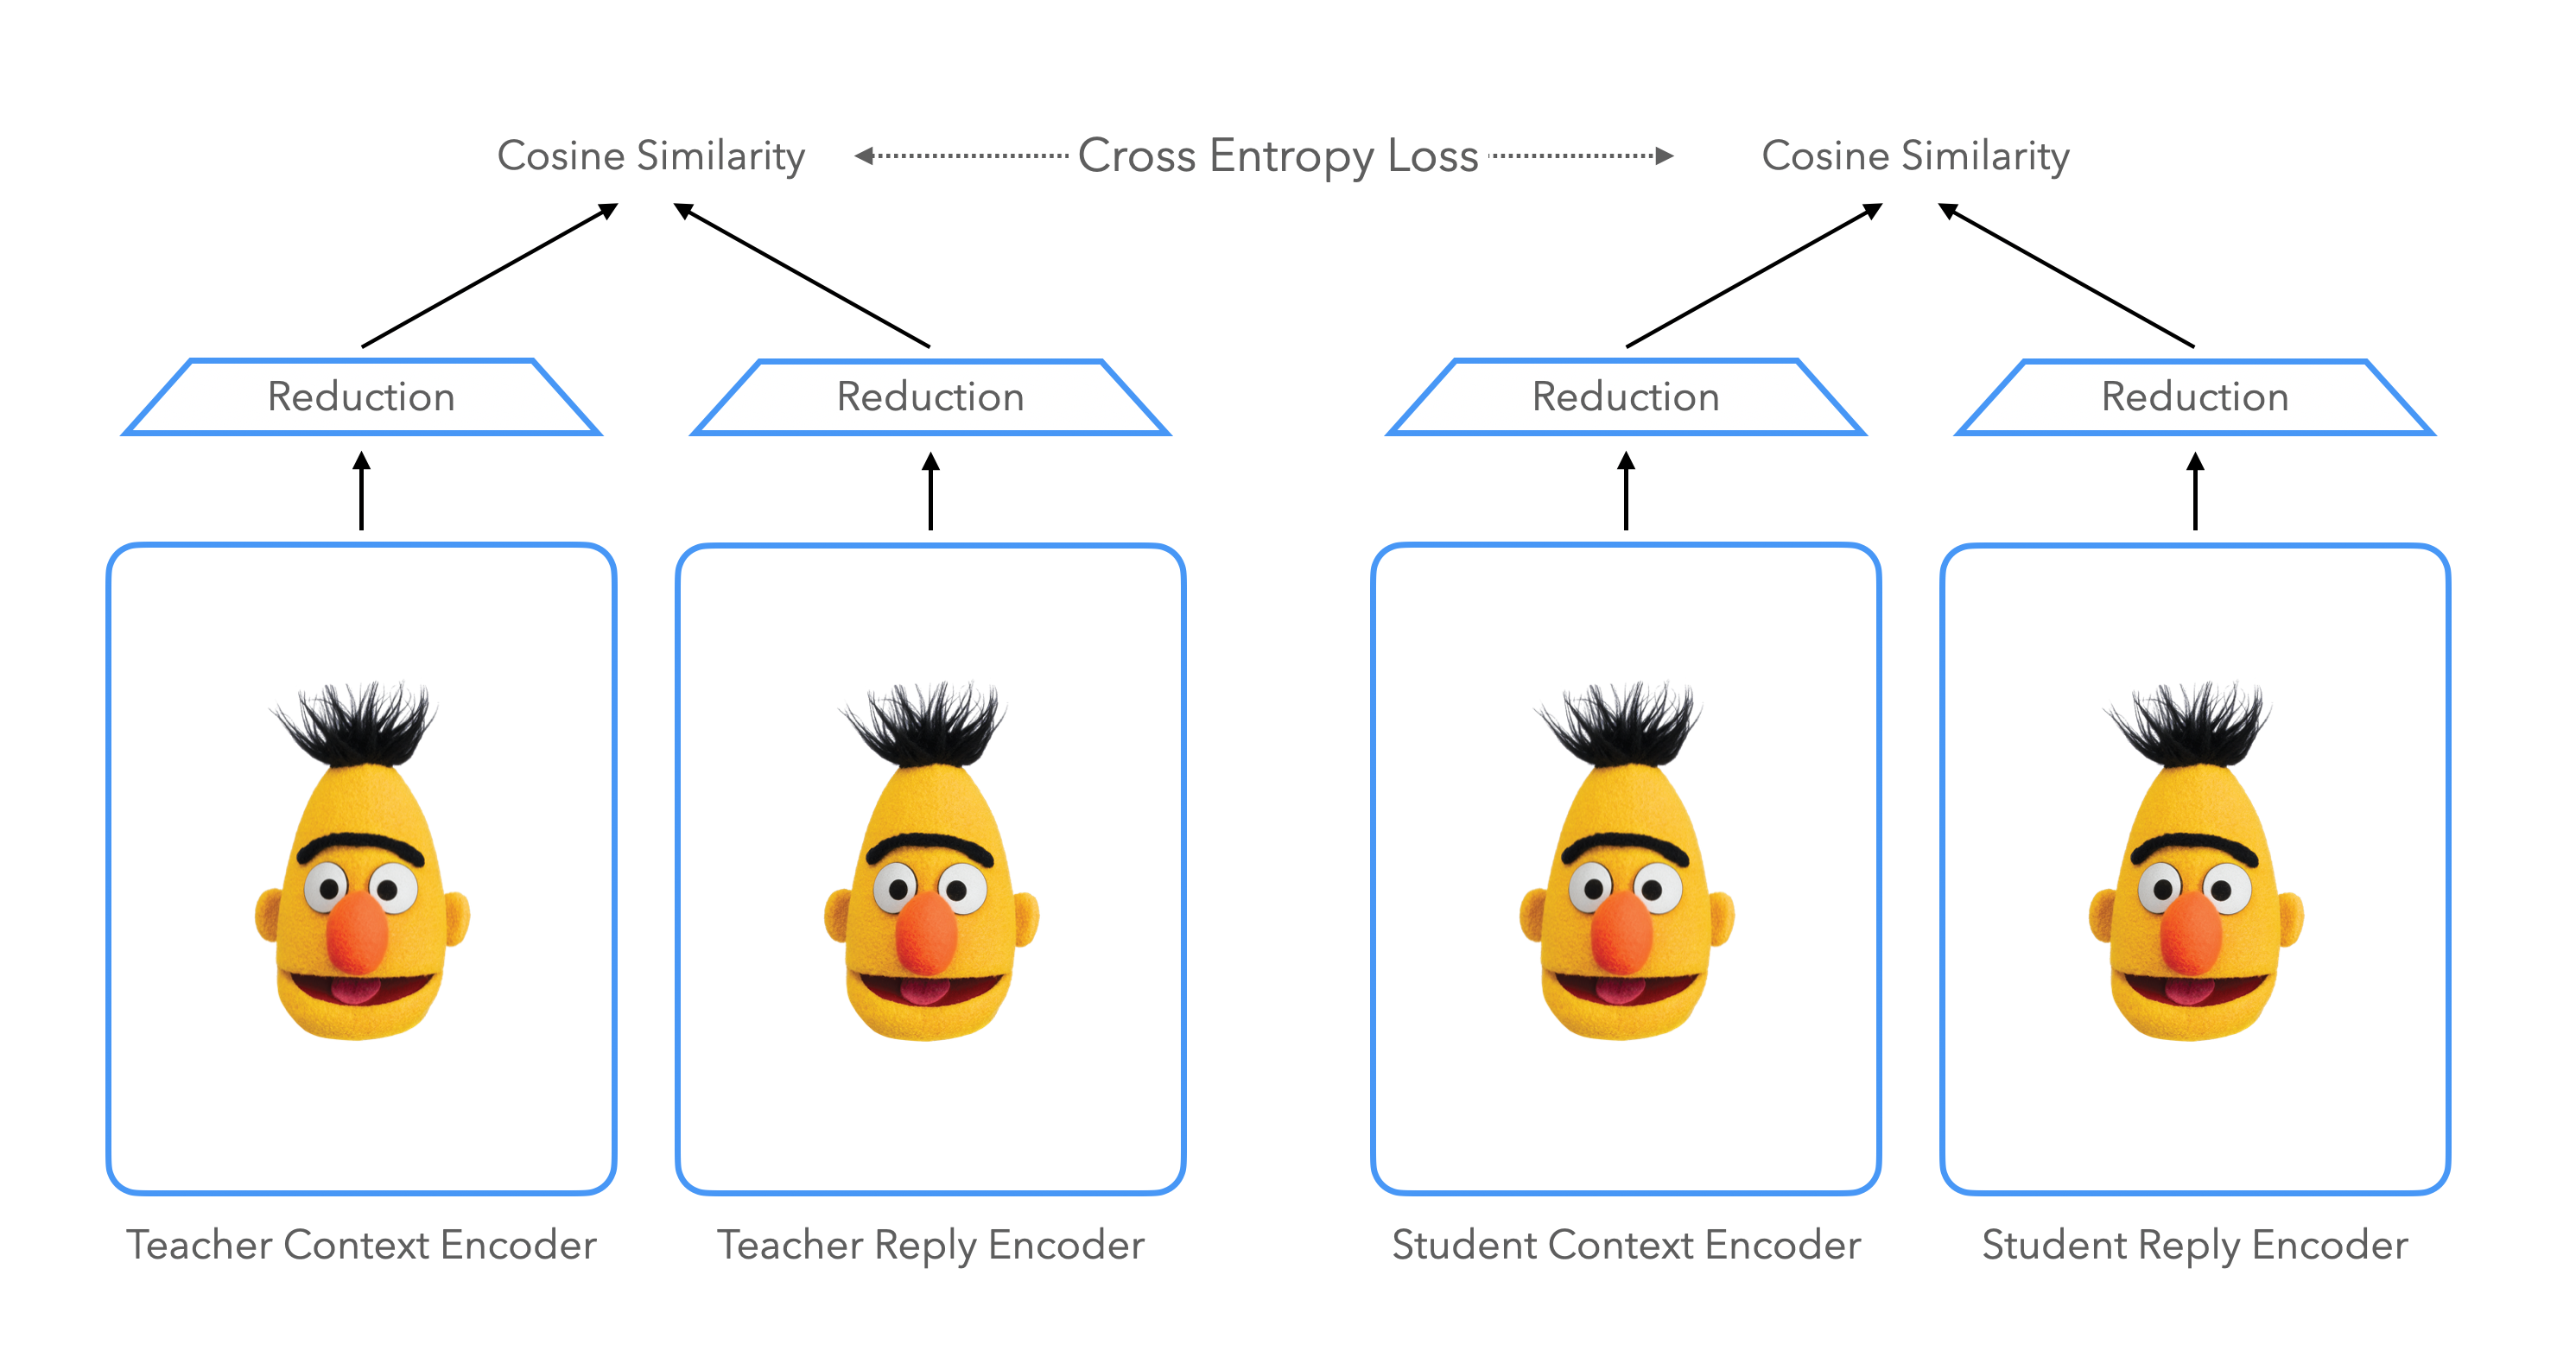 Cosine Similarity
Cross Entropy Loss
Cosine Similarity
Reduction
Reduction
Reduction
Reduction
Teacher Context Encoder
Teacher Reply Encoder
Student Context Encoder
Student Reply Encoder